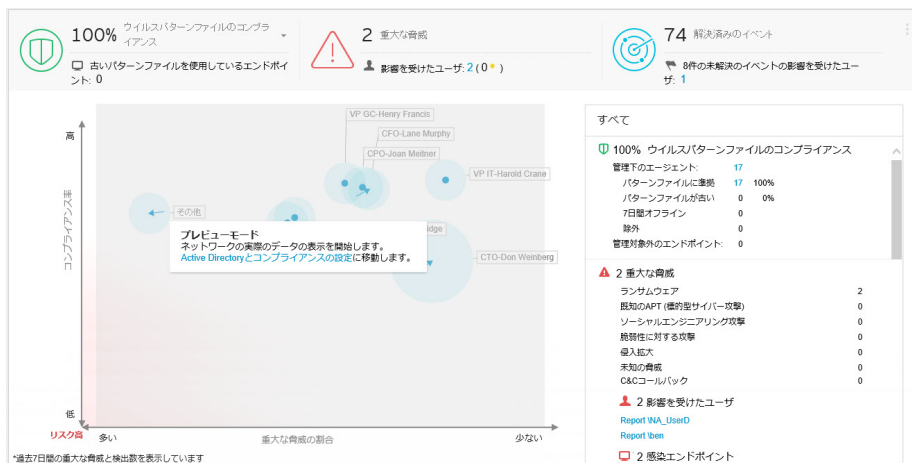 100% ウイルスパターンファイルのコンプラ
イアンス
古いパターンファイルを使用しているエンドポイ
ント: 0
2 重大な脅威
影響を受けたユーザ: 2 ( 0 )
74 解決済みのイベント
8件の未解決のイベントの影響を受けたユー
ザ: 1
高
コンプライアンス率
低
リスク高
多い
重大な脅威の割合
少ない
VP GC-Henry Francis
CFO-Lane Murphy
CPO-Joan Meitner
VP IT-Harold Crane
その他
idge
CTO-Don Weinberg
プレビューモード
ネットワークの実際のデータの表示を開始します。
Active Directoryとコンプライアンスの設定に移動します。
*過去7日間の重大な脅威と検出数を表示しています
すべて
100% ウイルスパターンファイルのコンプライアンス
管理下のエージェント: 17
パターンファイルに準拠 17 100%
パターンファイルが古い 0 0%
7日間オフライン 0
除外 0
管理対象外のエンドポイント: 0
2 重大な脅威
ランサムウェア 2
既知のAPT (標的型サイバー攻撃) 0
ソーシャルエンジニアリング攻撃 0
脆弱性に対する攻撃 0
侵入拡大 0
未知の脅威 0
C&Cコールバック 0
2 影響を受けたユーザ
Report \NA_UserD
Report \ben
2 感染エンドポイント